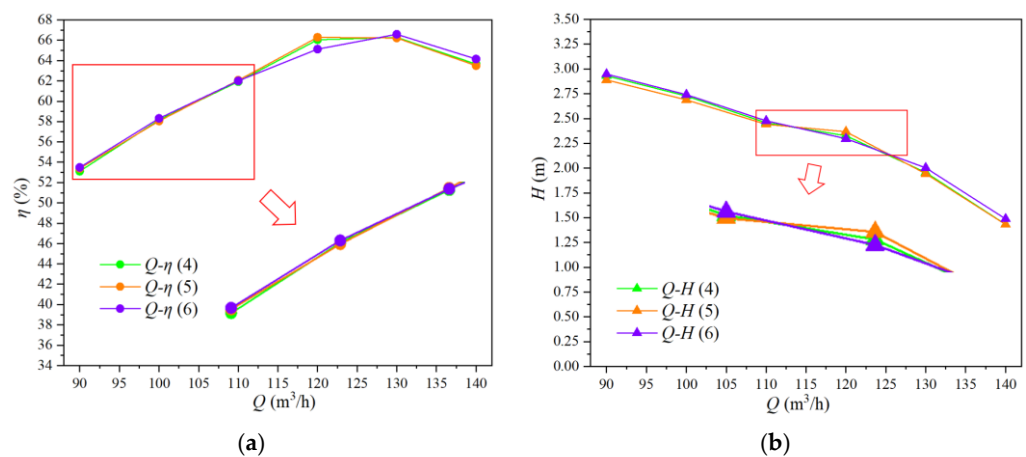 68
66
64
62
60
58
56
54
52
50
48
46
44
42
40
38
36
34
η (%)
Q-η (4)
Q-η (5)
Q-η (6)
90 95 100 105 110 115 120 125 130 135 140
Q (m³/h)
(a)
3.50
3.25
3.00
2.75
2.50
2.25
2.00
1.75
1.50
1.25
1.00
0.75
0.50
0.25
0.00
H (m)
Q-H (4)
Q-H (5)
Q-H (6)
90 95 100 105 110 115 120 125 130 135 140
Q (m³/h)
(b)